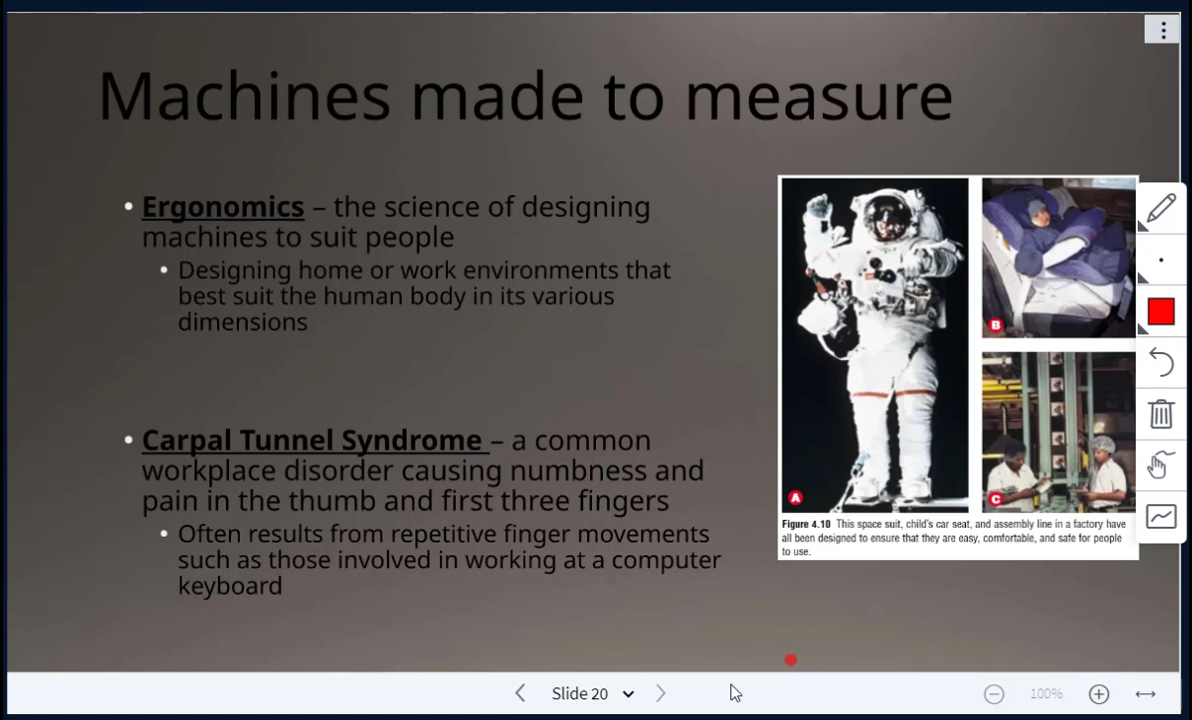 Machines made to measure
• Ergonomics – the science of designing
machines to suit people
• Designing home or work environments that
best suit the human body in its various
dimensions
• Carpal Tunnel Syndrome – a common
workplace disorder causing numbness and
pain in the thumb and first three fingers
• Often results from repetitive finger movements
such as those involved in working at a computer
keyboard
A
B
C
Figure 4.10 This space suit, child's car seat, and assembly line in a factory have
all been designed to ensure that they are easy, comfortable, and safe for people
to use.
Slide 20
100%